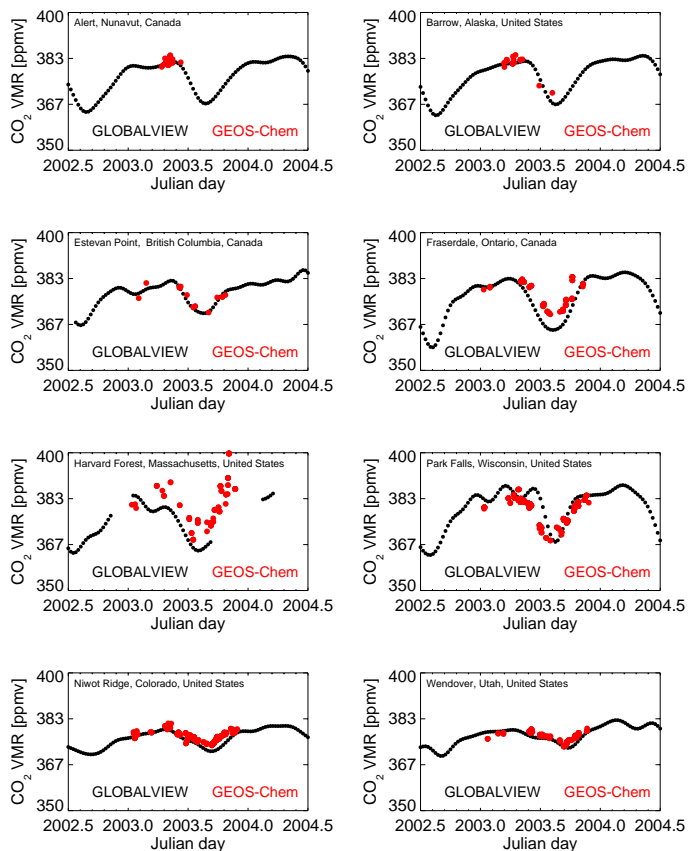 Alert, Nunavut, Canada
400
383
367
350
CO2 VMR [ppmv]
GLOBALVIEW GEOS-Chem
2002.5 2003.0 2003.5 2004.0 2004.5
Julian day
Barrow, Alaska, United States
400
383
367
350
CO2 VMR [ppmv]
GLOBALVIEW GEOS-Chem
2002.5 2003.0 2003.5 2004.0 2004.5
Julian day
Estevan Point, British Columbia, Canada
400
383
367
350
CO2 VMR [ppmv]
GLOBALVIEW GEOS-Chem
2002.5 2003.0 2003.5 2004.0 2004.5
Julian day
Fraserdale, Ontario, Canada
400
383
367
350
CO2 VMR [ppmv]
GLOBALVIEW GEOS-Chem
2002.5 2003.0 2003.5 2004.0 2004.5
Julian day
Harvard Forest, Massachusetts, United States
400
383
367
350
CO2 VMR [ppmv]
GLOBALVIEW GEOS-Chem
2002.5 2003.0 2003.5 2004.0 2004.5
Julian day
Park Falls, Wisconsin, United States
400
383
367
350
CO2 VMR [ppmv]
GLOBALVIEW GEOS-Chem
2002.5 2003.0 2003.5 2004.0 2004.5
Julian day
Niwot Ridge, Colorado, United States
400
383
367
350
CO2 VMR [ppmv]
GLOBALVIEW GEOS-Chem
2002.5 2003.0 2003.5 2004.0 2004.5
Julian day
Wendover, Utah, United States
400
383
367
350
CO2 VMR [ppmv]
GLOBALVIEW GEOS-Chem
2002.5 2003.0 2003.5 2004.0 2004.5
Julian day